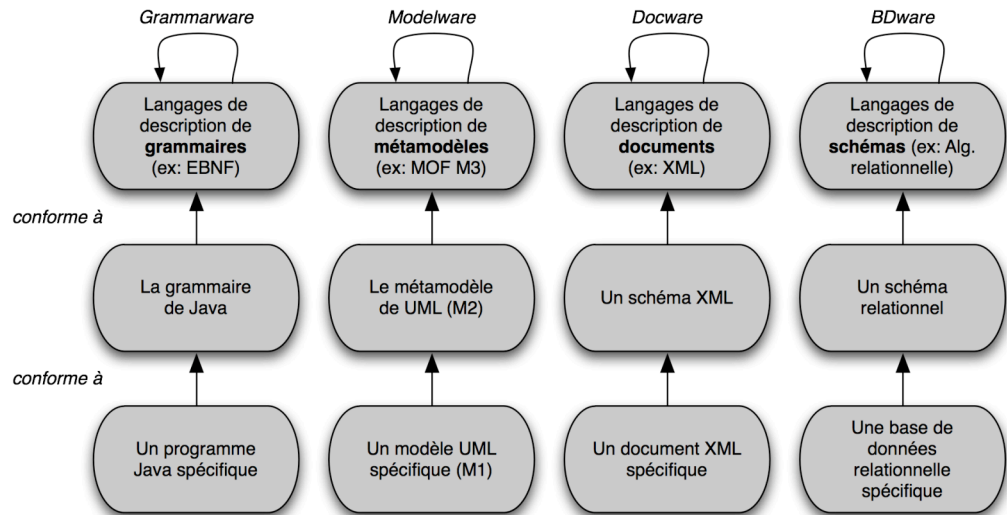 Grammarware
Modelware
Docware
BDware
Langages de
description de
grammaires
(ex: EBNF)
Langages de
description de
métamodèles
(ex: MOF M3)
Langages de
description de
documents
(ex: XML)
Langages de
description de
schémas (ex: Alg.
relationnelle)
conforme à
La grammaire
de Java
Le métamodèle
de UML (M2)
Un schéma XML
Un schéma
relationnel
conforme à
Un programme
Java spécifique
Un modèle UML
spécifique (M1)
Un document XML
spécifique
Une base de
données
relationnelle
spécifique